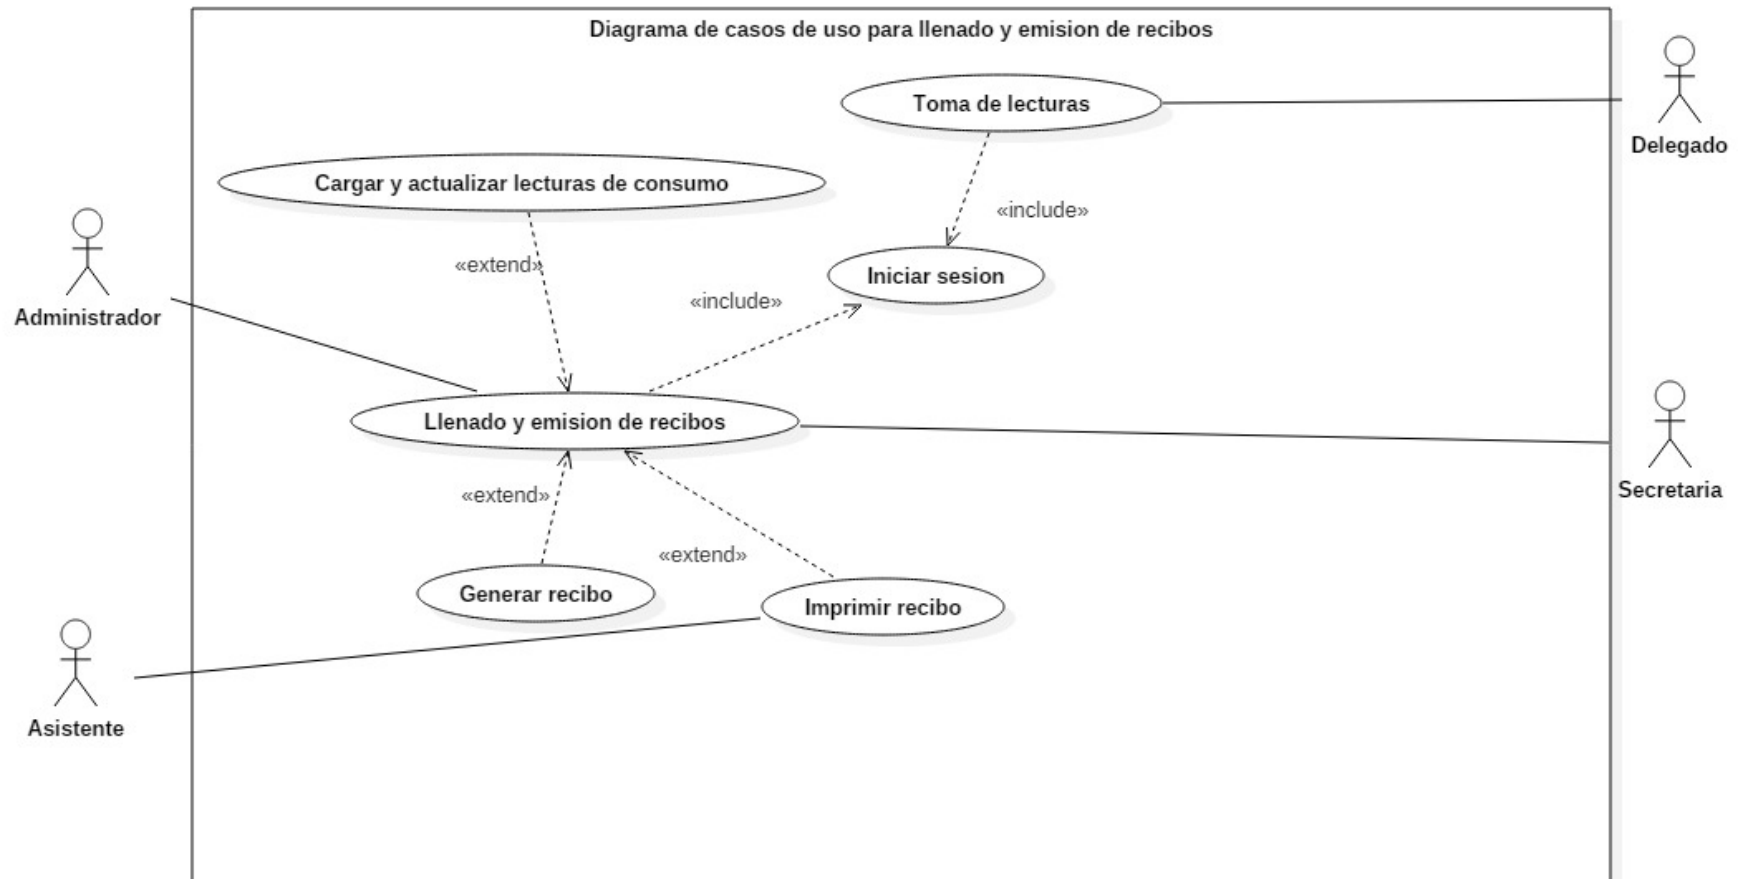 Diagrama de casos de uso para llenado y emision de recibos
Toma de lecturas
Delegado
Cargar y actualizar lecturas de consumo
«include»
«extend»
Iniciar sesion
«include»
Administrador
Llenado y emision de recibos
Secretaria
«extend»
«extend»
Generar recibo
Imprimir recibo
Asistente